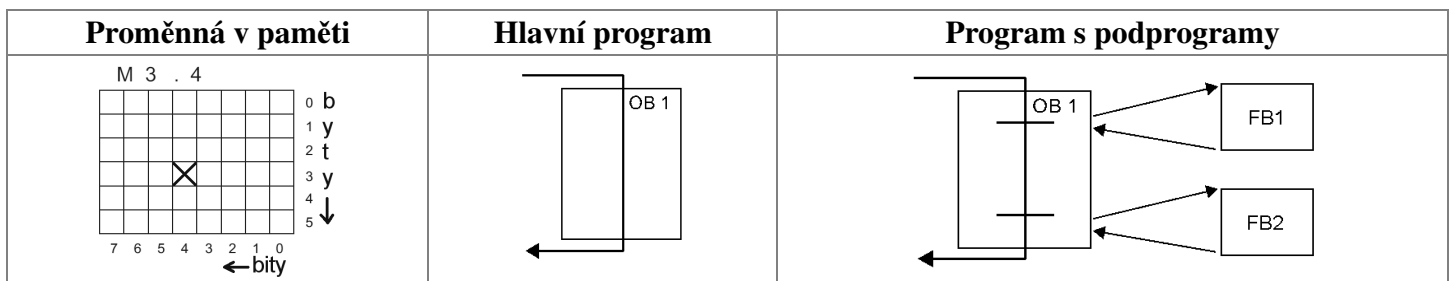 Proměnná v paměti
Hlavní program
Program s podprogramy
M 3 . 4
0 b
1 y
2 t
3 y
4
5
7 6 5 4 3 2 1 0
bity
OB 1
OB 1
FB1
FB2